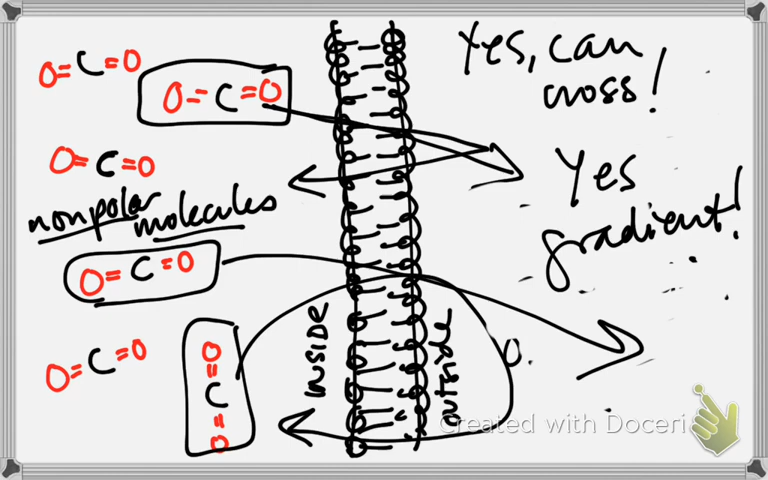 O=C=O
O=C=O
Yes, can
cross!
O=C=O
Yes
gradient!
nonpolar
molecules
O=C=O
O=C=O
O=C=O
inside
outside
Created with Doceri